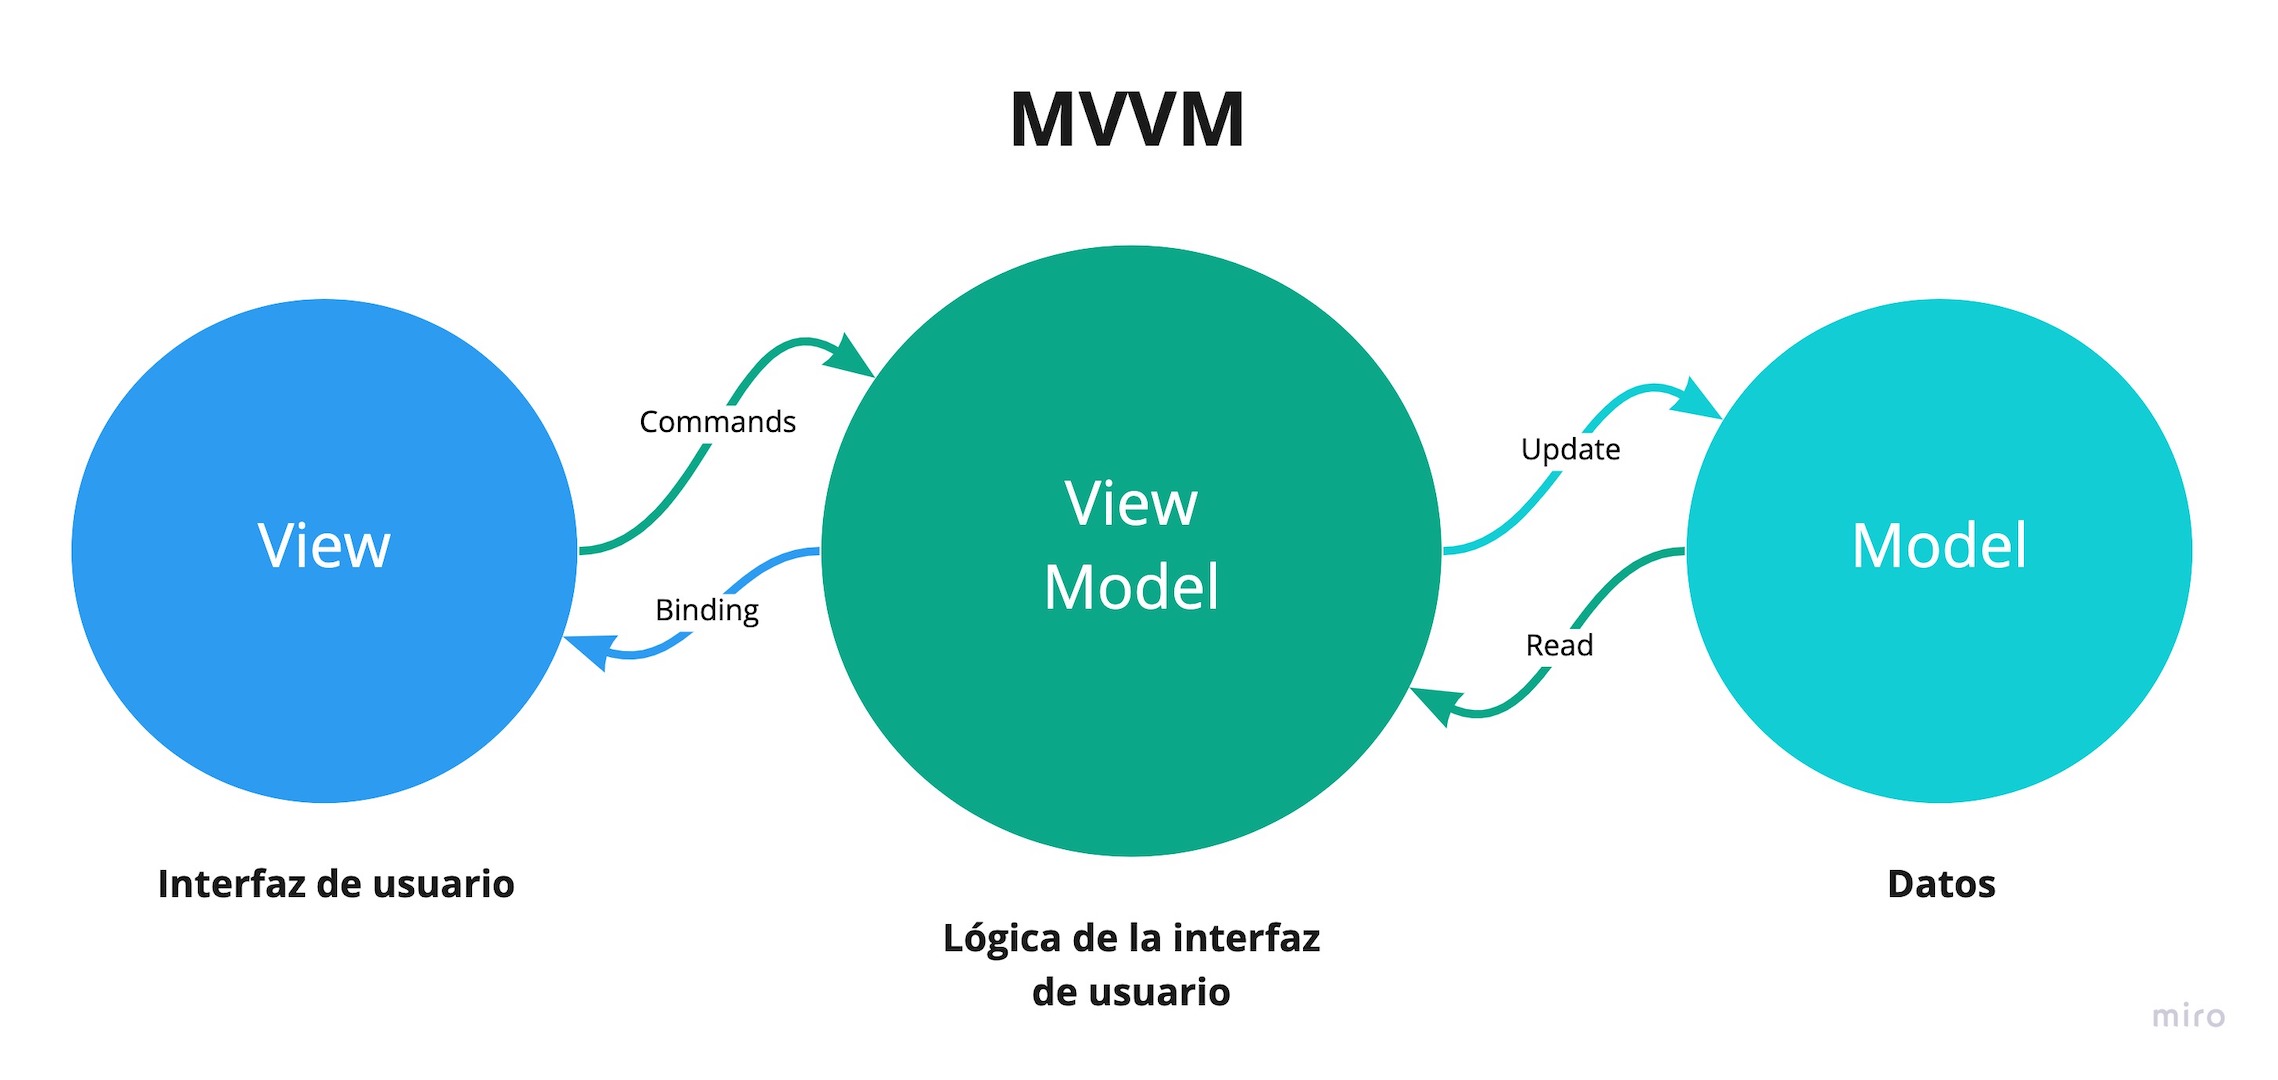 MVVM
Commands
Update
View
View
Model
Model
Binding
Read
Interfaz de usuario
Datos
Lógica de la interfaz
de usuario
miro